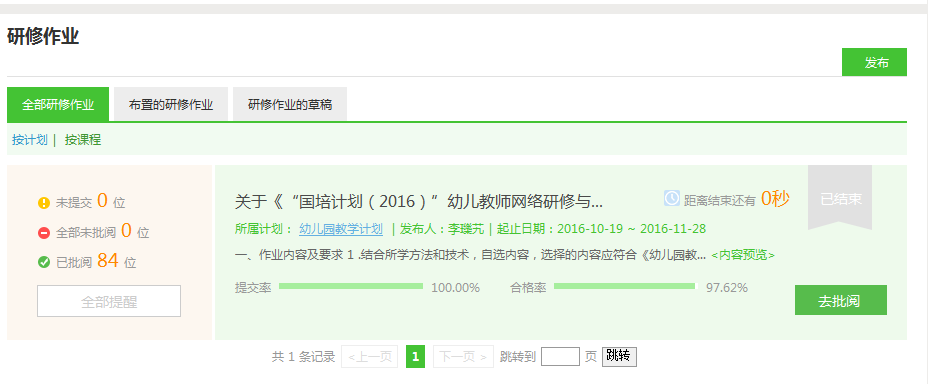 研修作业
发布
全部研修作业 布置的研修作业 研修作业的草稿
按计划 | 按课程
未提交 0 位
全部未批阅 0 位
已批阅 84 位
全部提醒
关于《 “国培计划（2016）”幼儿教师网络研修与...
距离结束还有 0秒
已结束
所属计划： 幼儿园教学计划 | 发布人：李璞艽 | 起止日期：2016-10-19 ~ 2016-11-28
一、作业内容及要求 1 .结合所学方法和技术，自选内容，选择的内容应符合《幼儿园教... <内容预览>
提交率 100.00% 合格率 97.62%
去批阅
共 1 条记录 <上一页 1 下一页 > 跳转到 页 跳转